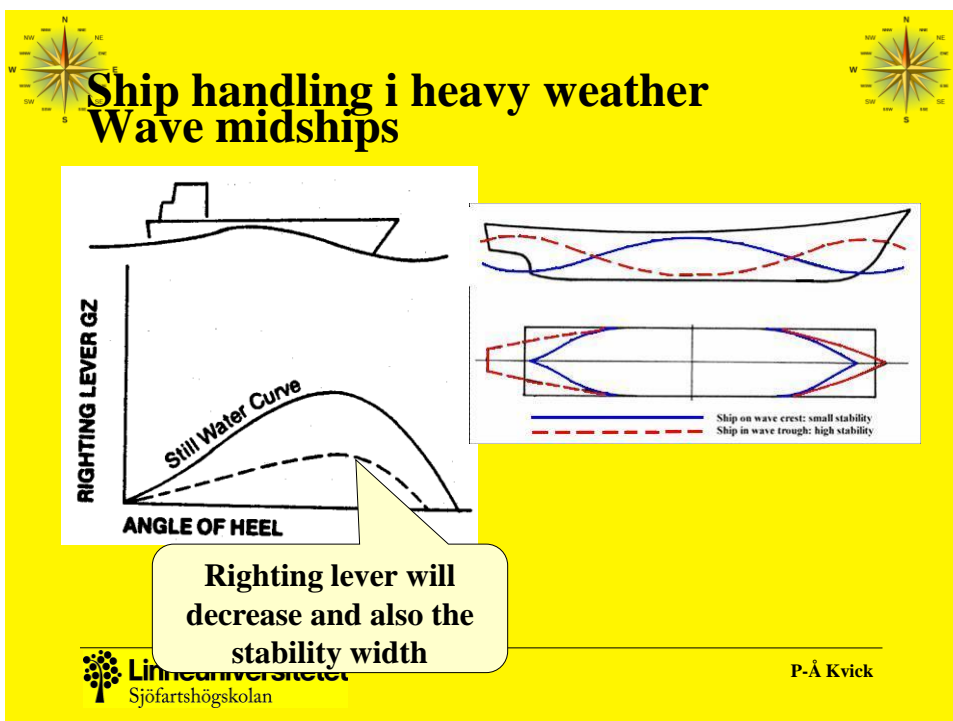 Ship handling i heavy weather
Wave midships
RIGHTING LEVER GZ
Still Water Curve
ANGLE OF HEEL
Ship on wave crest: small stability
Ship in wave trough: high stability
Righting lever will
decrease and also the
stability width
Linneuniversitetet
Sjöfartshögskolan
P-Å Kvick
N
NE
E
SE
S
SW
W
NW
N
NE
E
SE
S
SW
W
NW